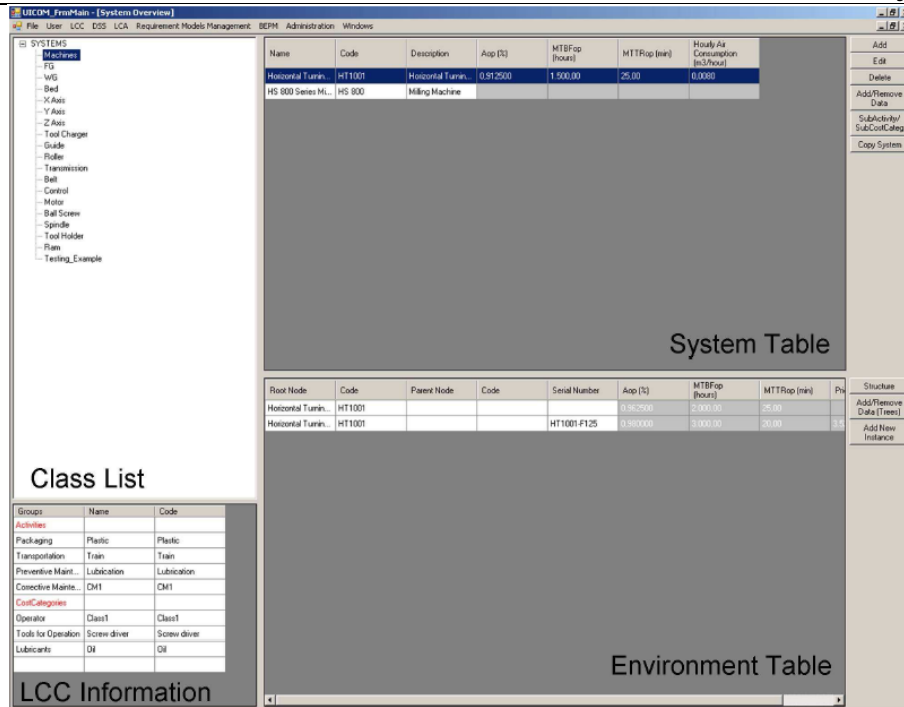 UICOM_FrmMain - [System Overview]
File User LCC DSS LCA Requirement Models Management BEPM Administration Windows
SYSTEMS
Machines
FG
WG
Bed
X Axis
Y Axis
Z Axis
Tool Charger
Guide
Roller
Transmission
Belt
Control
Motor
Ball Screw
Spindle
Tool Holder
Ram
Testing_Example
Class List
Name Code Description Aop (%) MTBFop (hours) MTTRop (min) Hourly Air Consumption (m3/hour)
Horizontal Turnin... HT1001 Horizontal Turnin... 0,912500 1.500,00 25,00 0,0080
HS 800 Series Mi... HS 800 Milling Machine
System Table
Add
Edit
Delete
Add/Remove
Data
SubActivity/
SubCostCateg
Copy System
Root Node Code Parent Node Code Serial Number Aop (%) MTBFop (hours) MTTRop (min) Pri
Horizontal Turnin... HT1001 0,962500 2.000,00 25,00
Horizontal Turnin... HT1001 HT1001-F125 0,980000 3.000,00 20,00 3.5
Environment Table
Structure
Add/Remove
Data (Trees)
Add New
Instance
Groups Name Code
Activities
Packaging Plastic Plastic
Transportation Train Train
Preventive Maint... Lubrication Lubrication
Corrective Mainte... CM1 CM1
CostCategories
Operator Class1 Class1
Tools for Operation Screw driver Screw driver
Lubricants Oil Oil
LCC Information